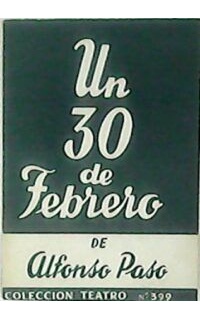 Un
30
de
Febrero
DE
Alfonso Paso
COLECCION TEATRO Nº 399